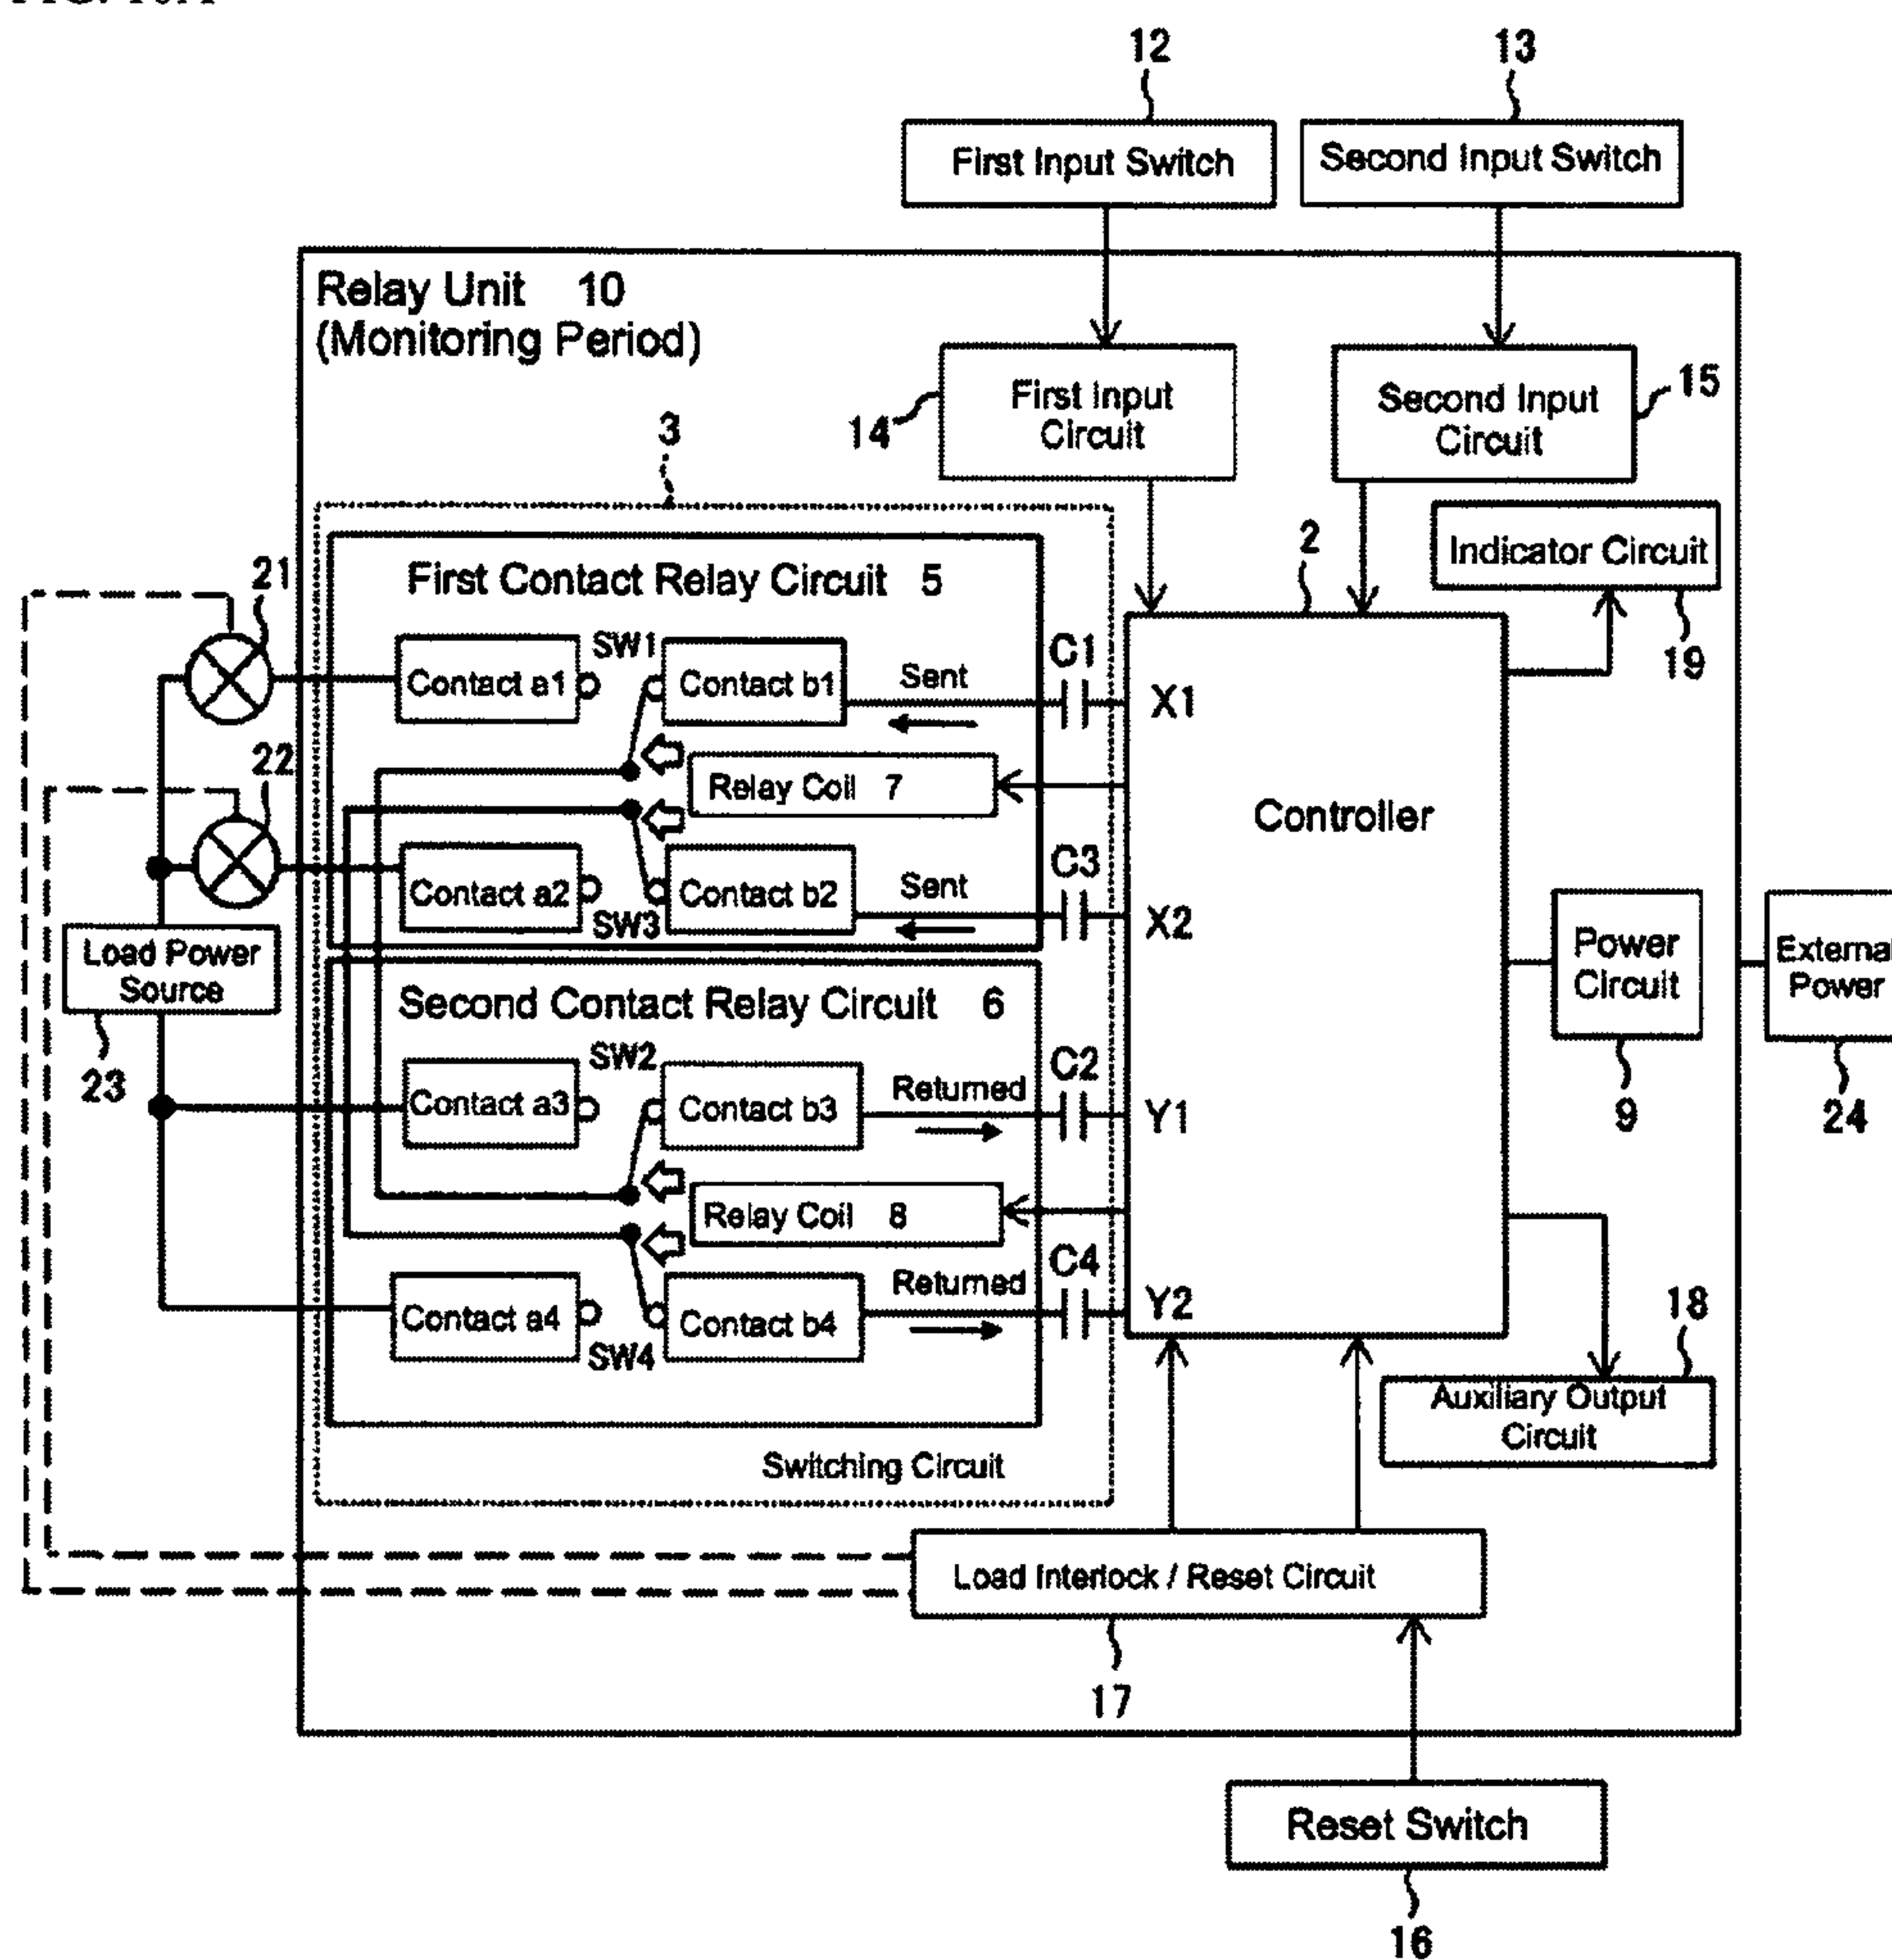 12
13
First Input Switch
Second Input Switch
Relay Unit 10
(Monitoring Period)
First Input
Circuit
14
Second Input
Circuit
15
3
2
Indicator Circuit
19
First Contact Relay Circuit 5
21
Contact a1
SW1
Contact b1
Sent
C1
X1
22
Relay Coil 7
Controller
Contact a2
SW3
Contact b2
Sent
C3
X2
Load Power
Source
23
Power
Circuit
9
External
Power
24
Second Contact Relay Circuit 6
Contact a3
SW2
Contact b3
Returned
C2
Y1
Relay Coil 8
Contact a4
SW4
Contact b4
Returned
C4
Y2
18
Auxiliary Output
Circuit
Switching Circuit
Load Interlock / Reset Circuit
17
Reset Switch
16